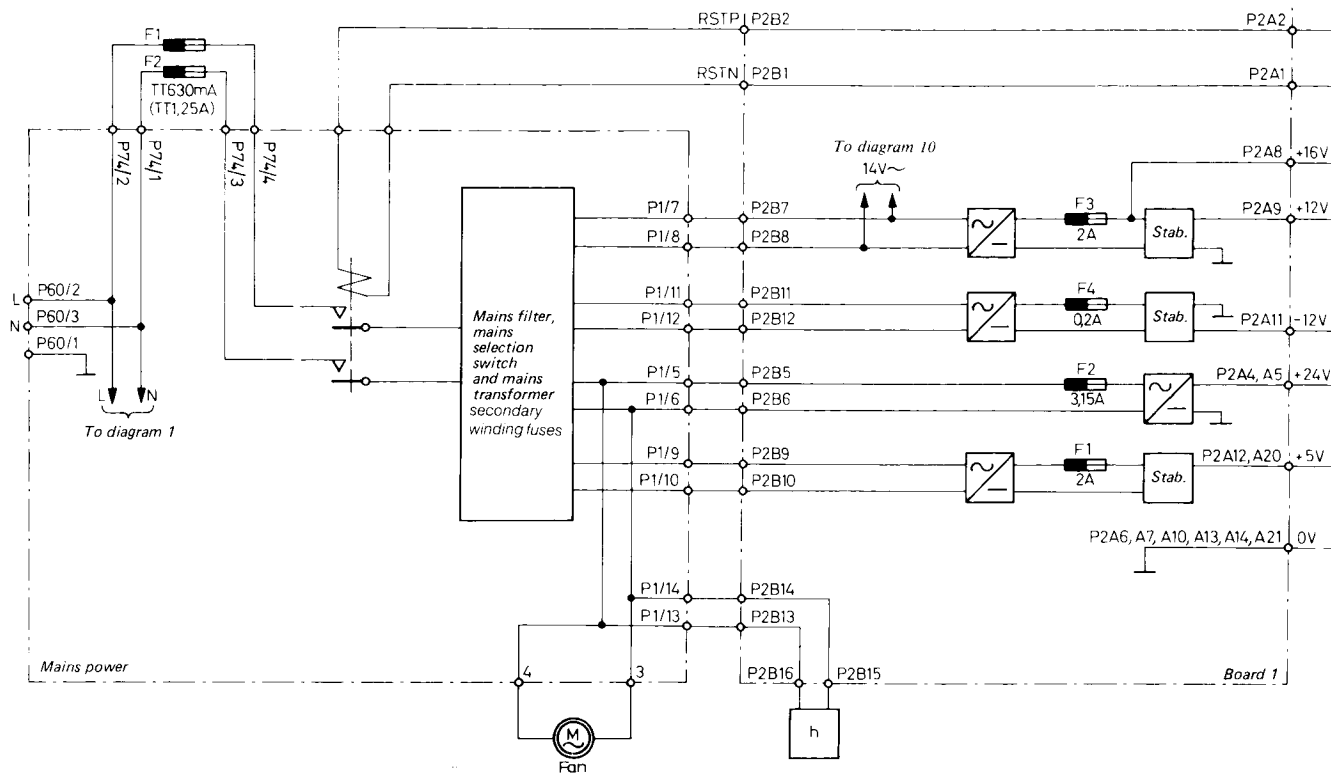 RSTP P2B2 P2A2
F1
F2
RSTN P2B1 P2A1
TT630mA
(TT1,25A)
P74/2
P74/1
P74/3
P74/4
To diagram 10
14V~
P2A8 +16V
P1/7 P2B7 F3 P2A9 +12V
2A
Stab.
P1/8 P2B8
L P60/2
N P60/3
P60/1
P1/11 P2B11 F4
0,2A
Stab.
P1/12 P2B12 P2A11 -12V
Mains filter,
mains
selection
switch
and mains
transformer
secondary
winding fuses
P1/5 P2B5 F2 P2A4, A5 +24V
3,15A
P1/6 P2B6
L N
To diagram 1
P1/9 P2B9 F1 P2A12, A20 +5V
2A
Stab.
P1/10 P2B10
P2A6, A7, A10, A13, A14, A21 0V
P1/14 P2B14
P1/13 P2B13
Mains power
4 3
P2B16 P2B15
Board 1
M
~
h
Fan